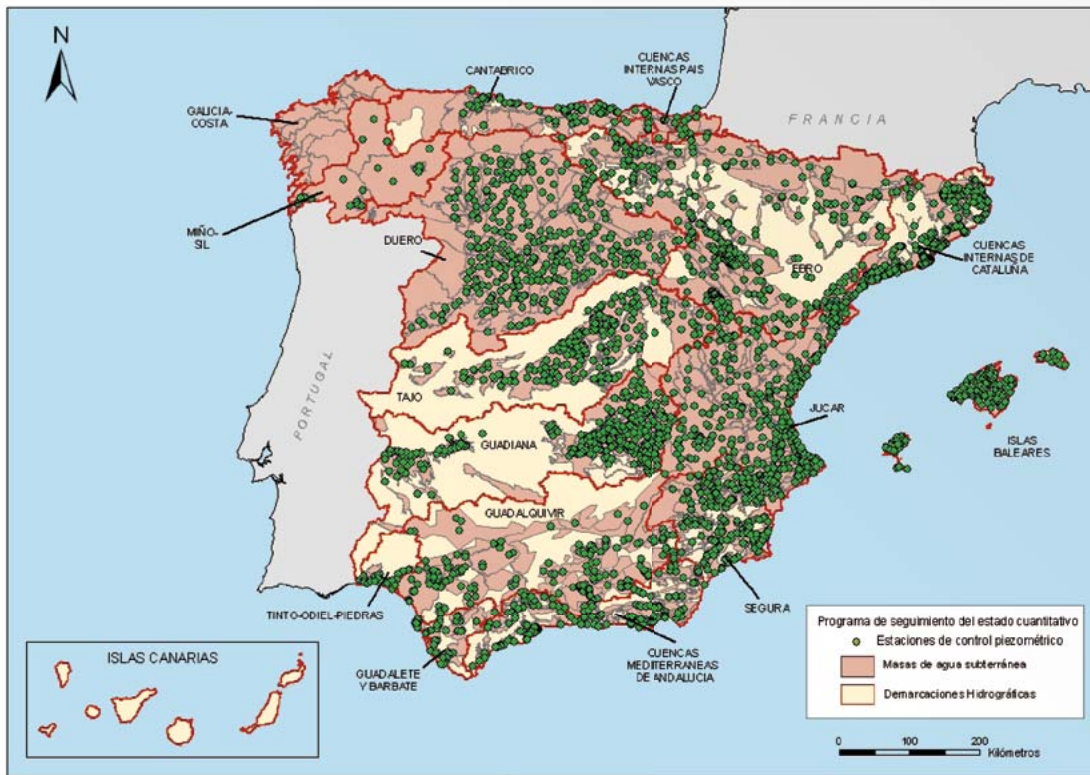 N
CANTABRICO
CUENCAS
INTERNAS PAIS
VASCO
GALICIA-
COSTA
FRANCIA
MIÑO-
SIL
DUERO
EBRO
CUENCAS
INTERNAS DE
CATALUÑA
PORTUGAL
TAJO
JUCAR
GUADIANA
ISLAS
BALEARES
GUADALQUIVIR
TINTO-ODIEL-PIEDRAS
SEGURA
GUADALETE
Y BARBATE
CUENCAS
MEDITERRANEAS
DE ANDALUCIA
ISLAS CANARIAS
Programa de seguimiento del estado cuantitativo
Estaciones de control piezométrico
Masas de agua subterránea
Demarcaciones Hidrográficas
0 100 200
Kilómetros